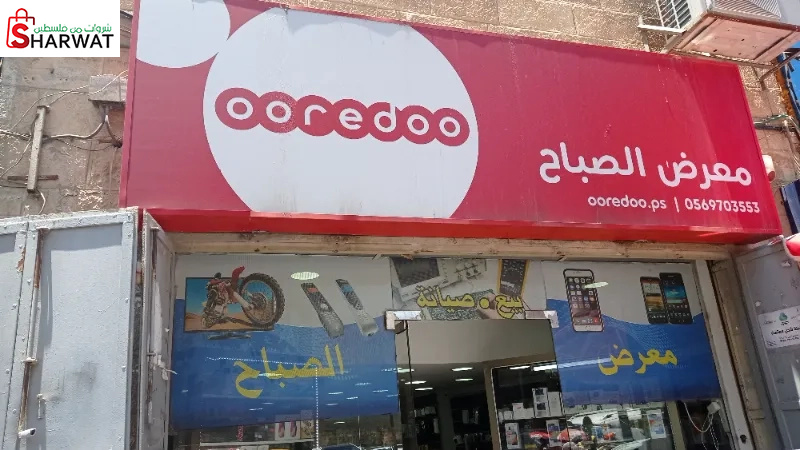 شروات من فلسطين
SHARWAT
ooredoo
معرض الصباح
ooredoo.ps | 0569703553
بيع . صيانة
معرض
الصباح